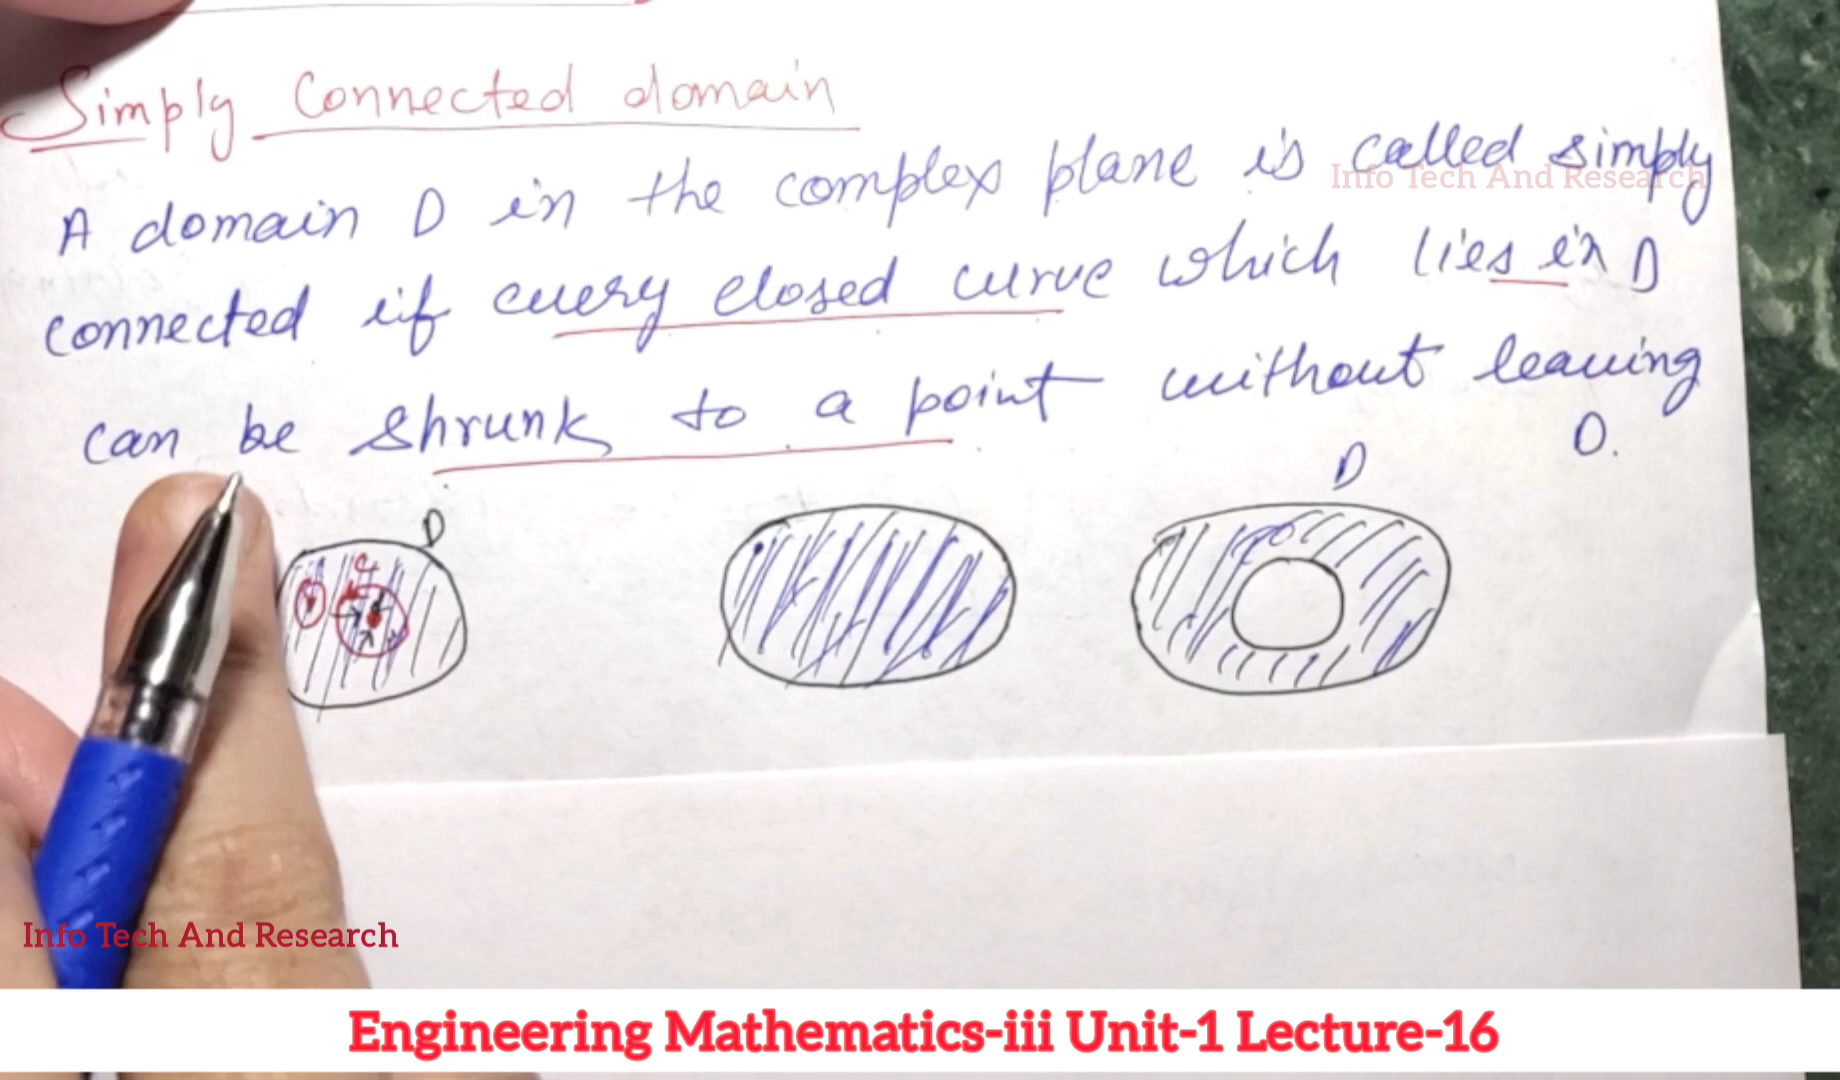 Simply Connected domain
A domain D in the complex plane is called simply
Info Tech And Research
connected if every closed curve which lies in D
can be shrunk to a point without leaving
D.
D
D
C
Info Tech And Research
Engineering Mathematics-iii Unit-1 Lecture-16